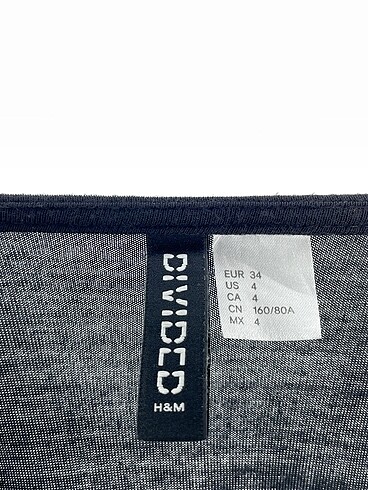 DIVIDED
H&M
EUR 34
US 4
CA 4
CN 160/80A
MX 4